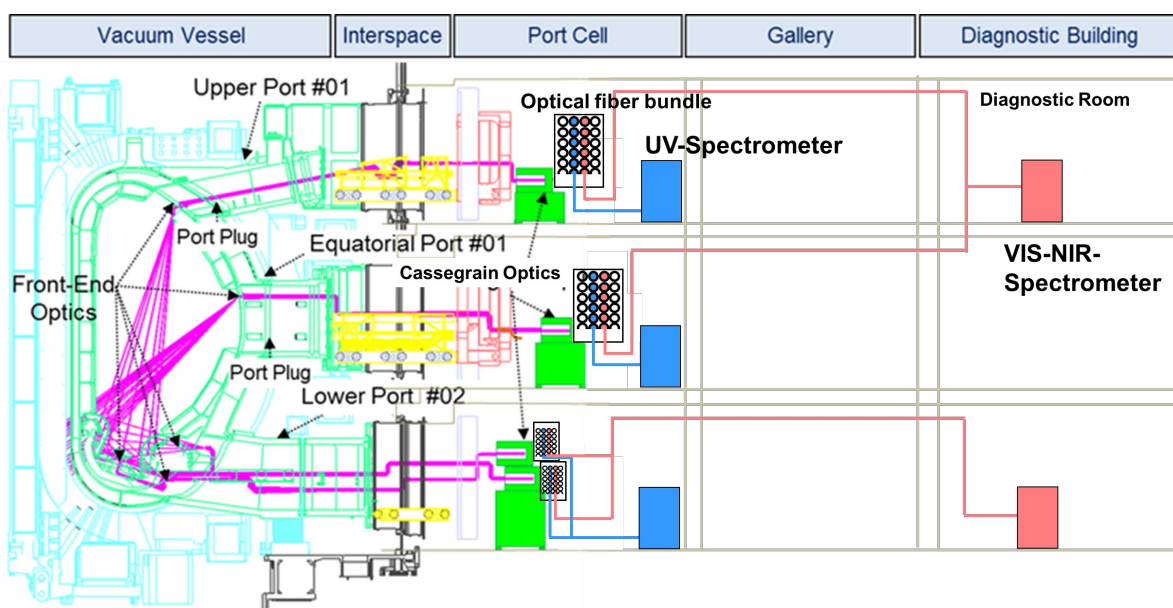 Vacuum Vessel
Interspace
Port Cell
Gallery
Diagnostic Building
Upper Port #01
Optical fiber bundle
Diagnostic Room
UV-Spectrometer
Port Plug
Equatorial Port #01
Cassegrain Optics
VIS-NIR-
Spectrometer
Front-End
Optics
Port Plug
Lower Port #02